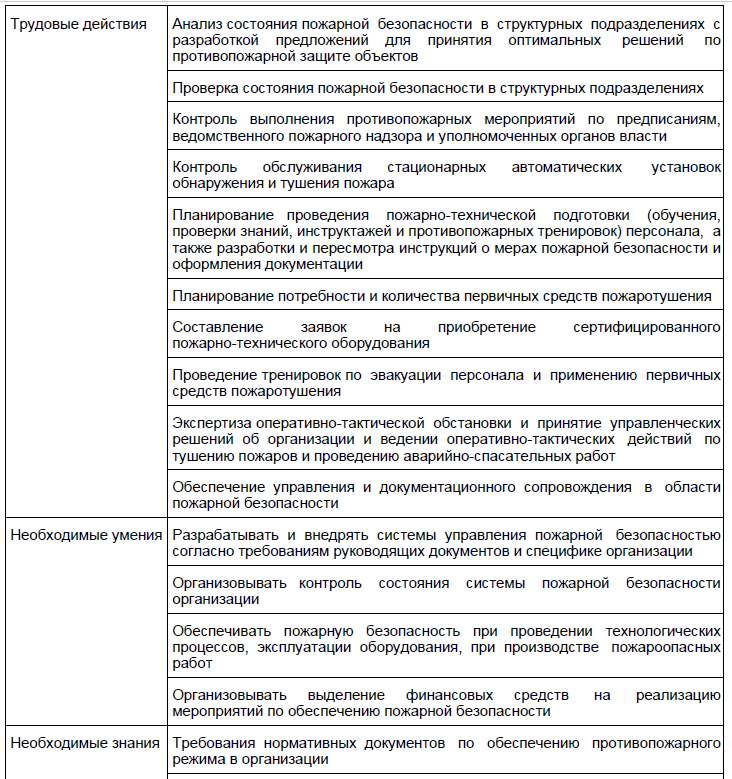 Трудовые действия
Анализ состояния пожарной безопасности в структурных подразделениях с
разработкой предложений для принятия оптимальных решений по
противопожарной защите объектов
Проверка состояния пожарной безопасности в структурных подразделениях
Контроль выполнения противопожарных мероприятий по предписаниям,
ведомственного пожарного надзора и уполномоченных органов власти
Контроль обслуживания стационарных автоматических установок
обнаружения и тушения пожара
Планирование проведения пожарно-технической подготовки (обучения,
проверки знаний, инструктажей и противопожарных тренировок) персонала, а
также разработки и пересмотра инструкций о мерах пожарной безопасности и
оформления документации
Планирование потребности и количества первичных средств пожаротушения
Составление заявок на приобретение сертифицированного
пожарно-технического оборудования
Проведение тренировок по эвакуации персонала и применению первичных
средств пожаротушения
Экспертиза оперативно-тактической обстановки и принятие управленческих
решений об организации и ведении оперативно-тактических действий по
тушению пожаров и проведению аварийно-спасательных работ
Обеспечение управления и документационного сопровождения в области
пожарной безопасности
Необходимые умения
Разрабатывать и внедрять системы управления пожарной безопасностью
согласно требованиям руководящих документов и специфике организации
Организовывать контроль состояния системы пожарной безопасности
организации
Обеспечивать пожарную безопасность при проведении технологических
процессов, эксплуатации оборудования, при производстве пожароопасных
работ
Организовывать выделение финансовых средств на реализацию
мероприятий по обеспечению пожарной безопасности
Необходимые знания
Требования нормативных документов по обеспечению противопожарного
режима в организации